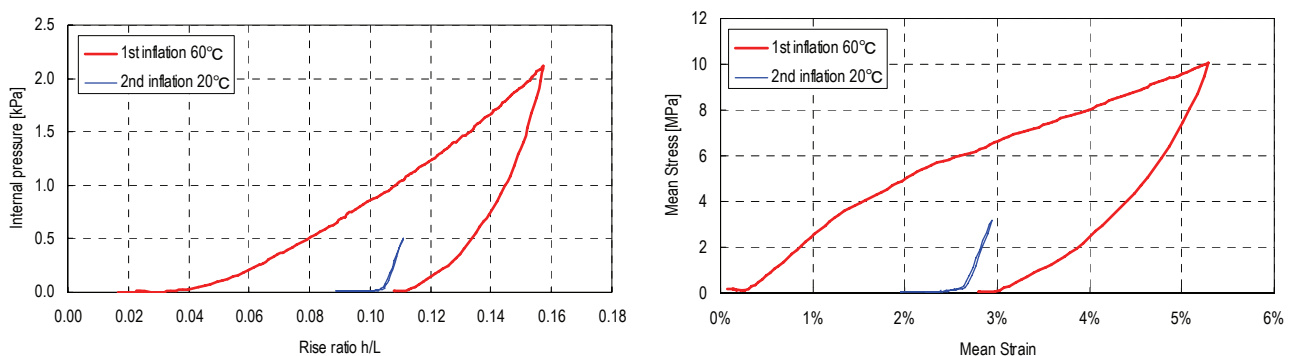 2.5
2.0
1.5
1.0
0.5
0.0
Internal pressure [kPa]
1st inflation 60℃
2nd inflation 20℃
0.00 0.02 0.04 0.06 0.08 0.10 0.12 0.14 0.16 0.18
Rise ratio h/L
12
10
8
6
4
2
0
Mean Stress [MPa]
1st inflation 60℃
2nd inflation 20℃
0% 1% 2% 3% 4% 5% 6%
Mean Strain